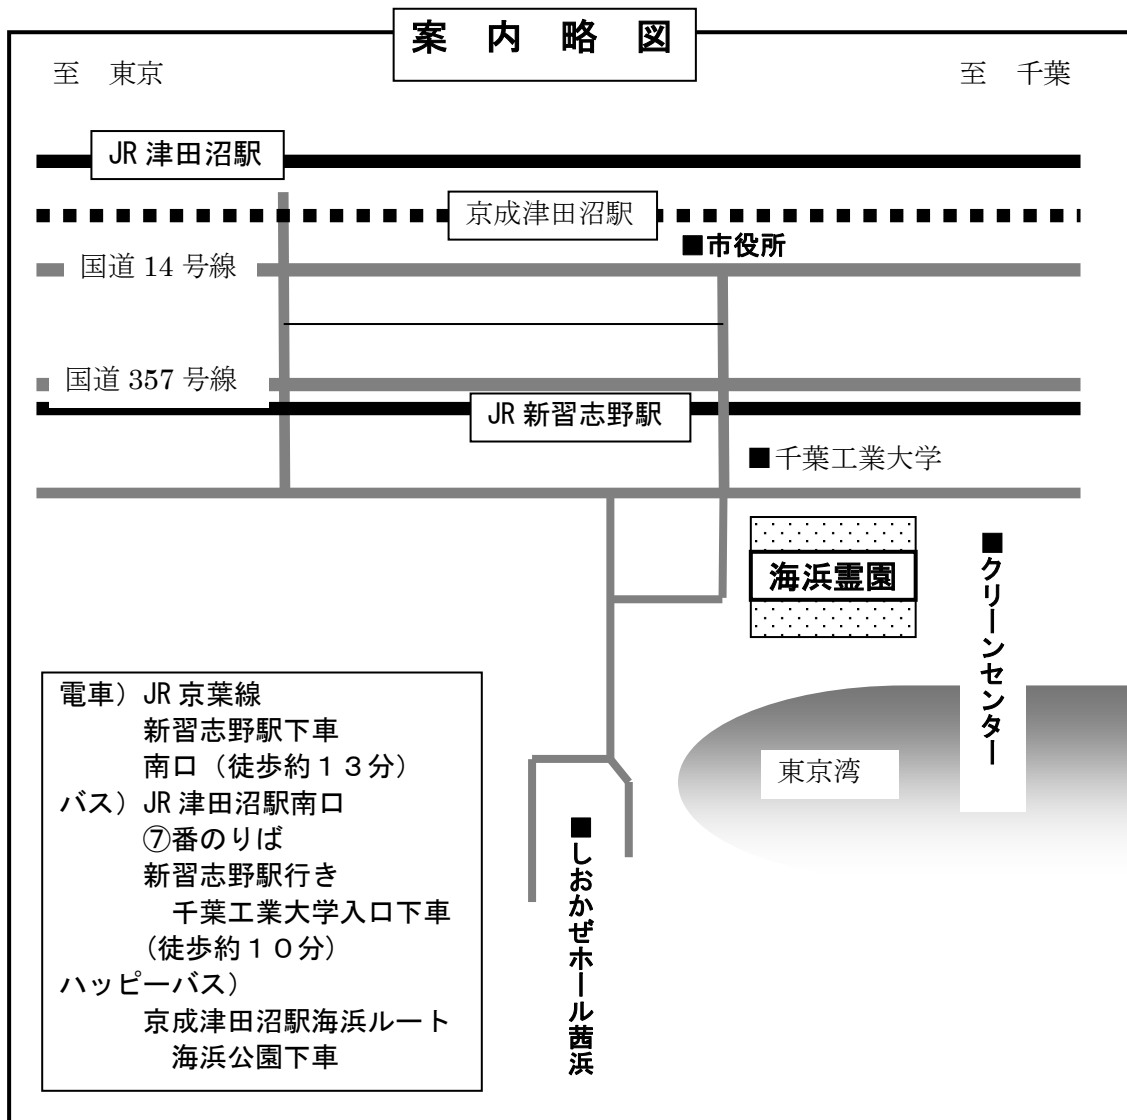 案　内　略　図
至　東京
至　千葉
JR 津田沼駅
京成津田沼駅
■市役所
国道 14 号線
国道 357 号線
JR 新習志野駅
■千葉工業大学
海浜霊園
■クリーンセンター
東京湾
■しおかぜホール茜浜
電車）JR 京葉線
新習志野駅下車
南口（徒歩約１３分）
バス）JR 津田沼駅南口
⑦番のりば
新習志野駅行き
千葉工業大学入口下車
（徒歩約１０分）
ハッピーバス）
京成津田沼駅海浜ルート
海浜公園下車